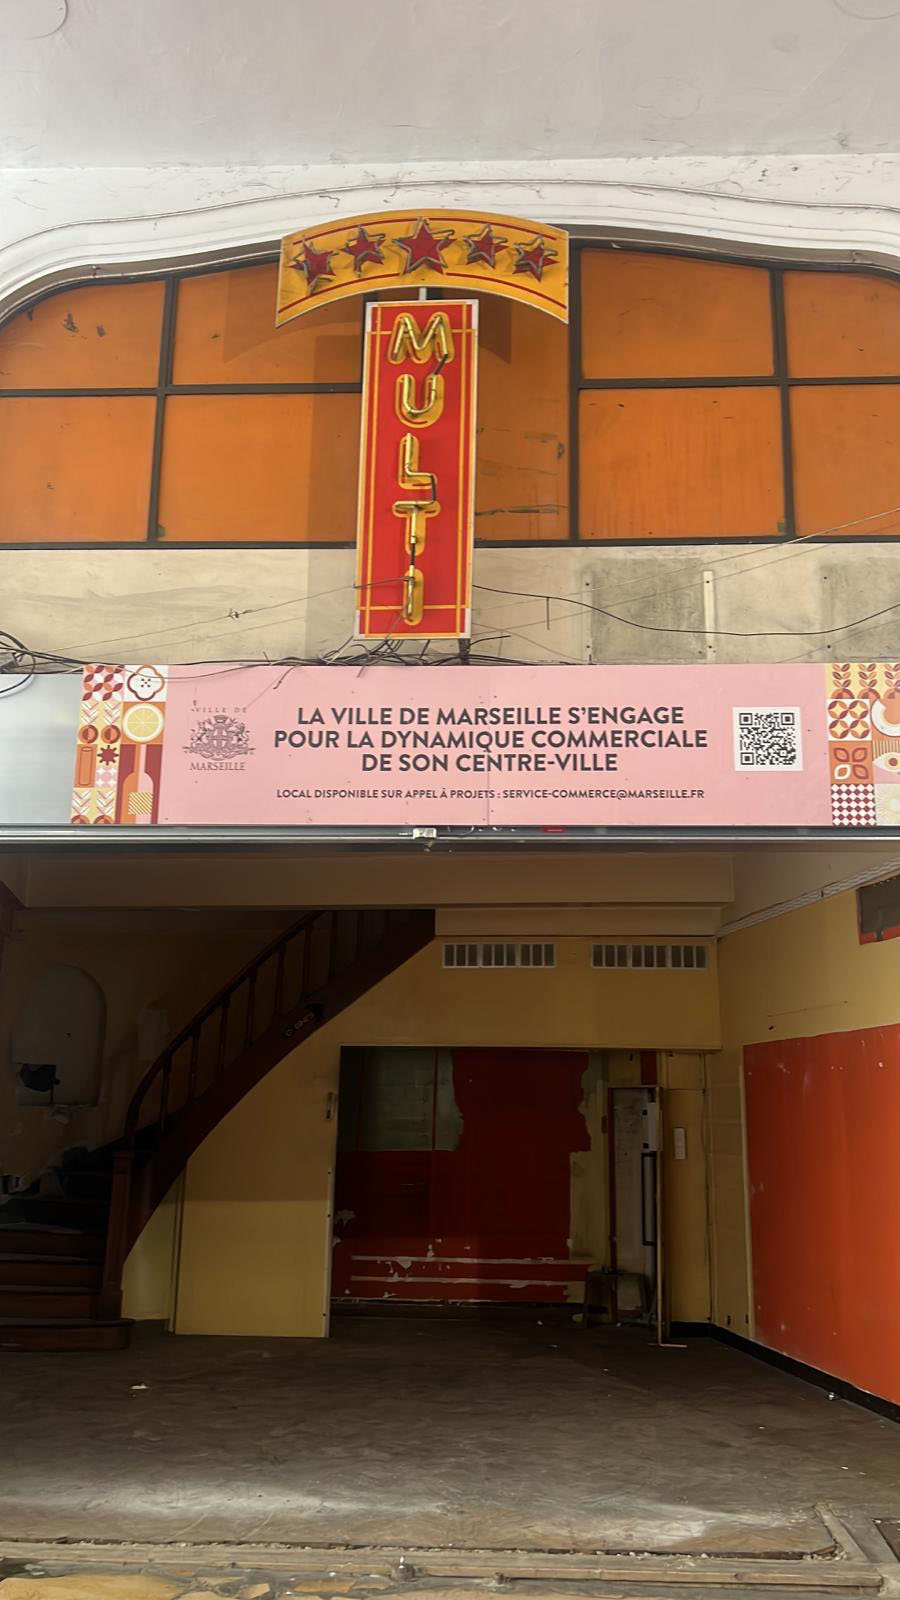 MULTI
VILLE DE
MARSEILLE
LA VILLE DE MARSEILLE S'ENGAGE
POUR LA DYNAMIQUE COMMERCIALE
DE SON CENTRE-VILLE
LOCAL DISPONIBLE SUR APPEL À PROJETS : SERVICE-COMMERCE@MARSEILLE.FR